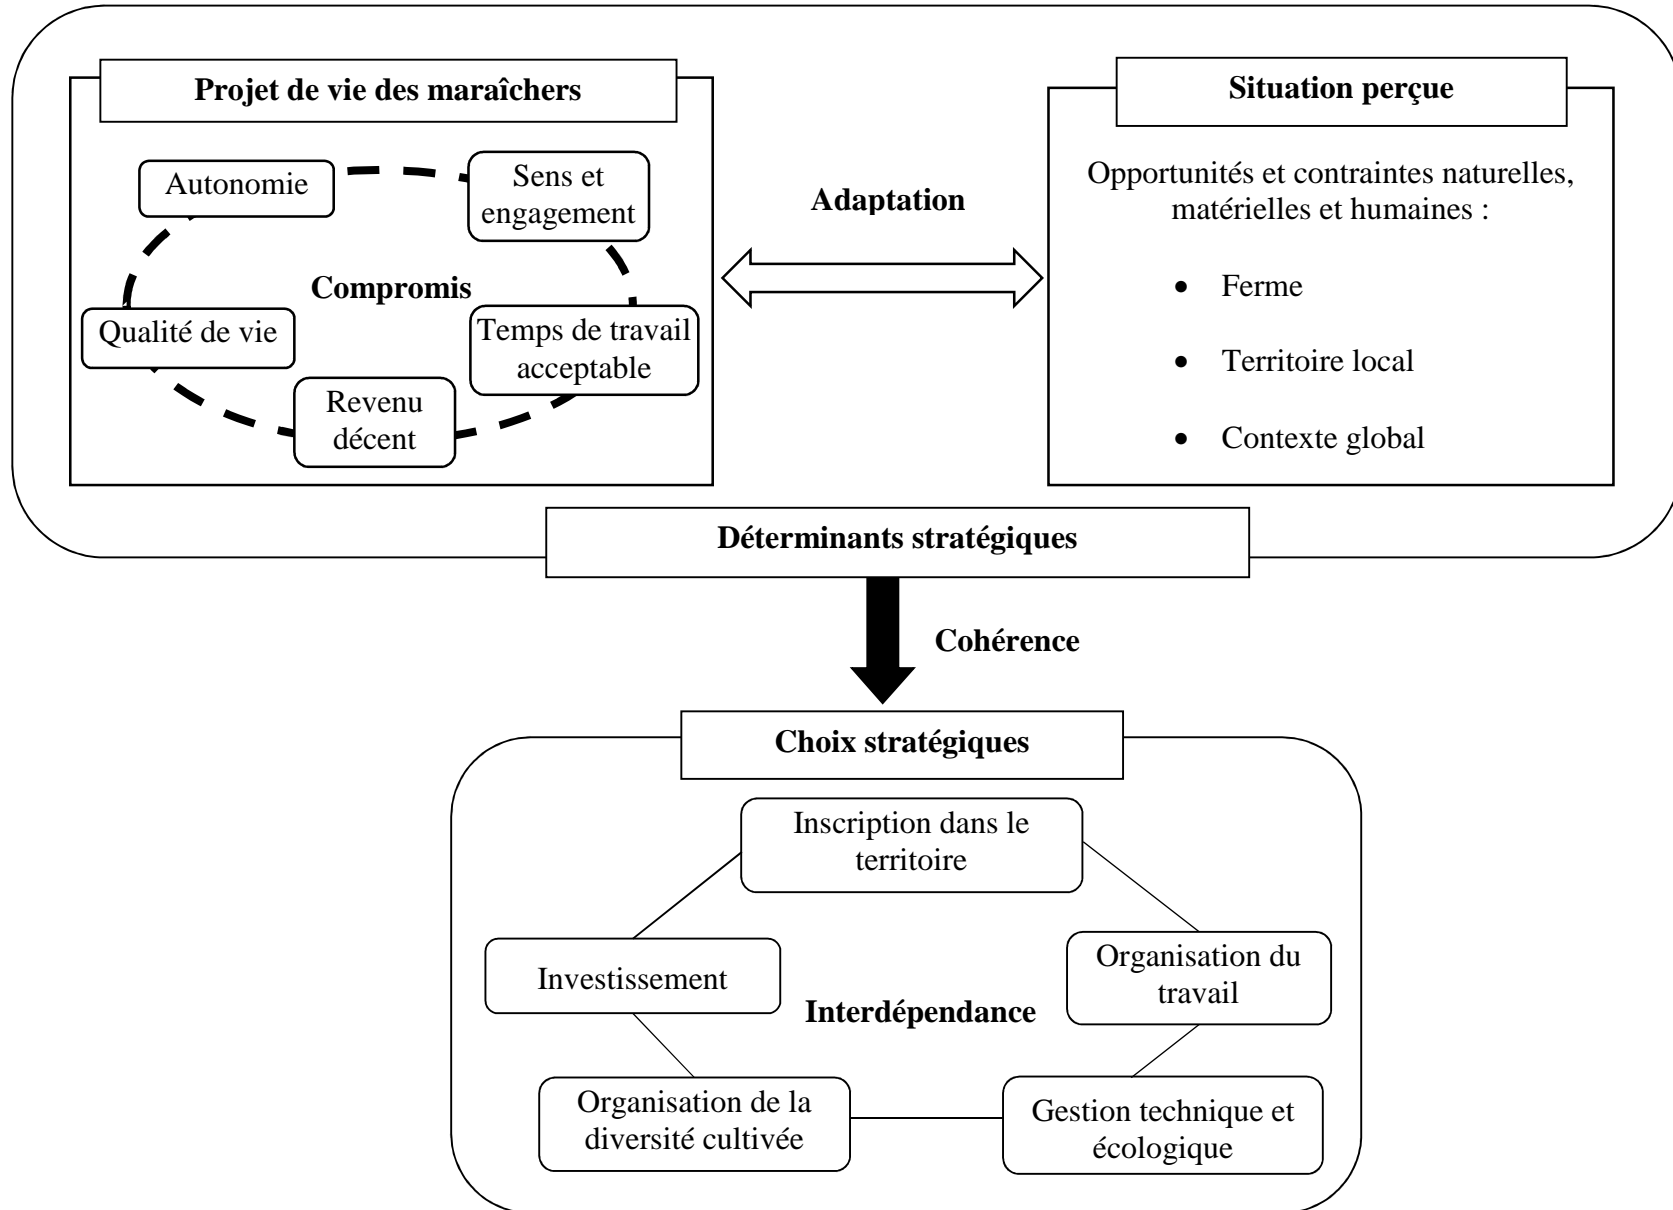 Projet de vie des maraîchers
Autonomie
Sens et
engagement
Compromis
Qualité de vie
Temps de travail
acceptable
Revenu
décent
Adaptation
Situation perçue
Opportunités et contraintes naturelles,
matérielles et humaines :
• Ferme
• Territoire local
• Contexte global
Déterminants stratégiques
Cohérence
Choix stratégiques
Inscription dans le
territoire
Investissement
Organisation du
travail
Interdépendance
Organisation de la
diversité cultivée
Gestion technique et
écologique